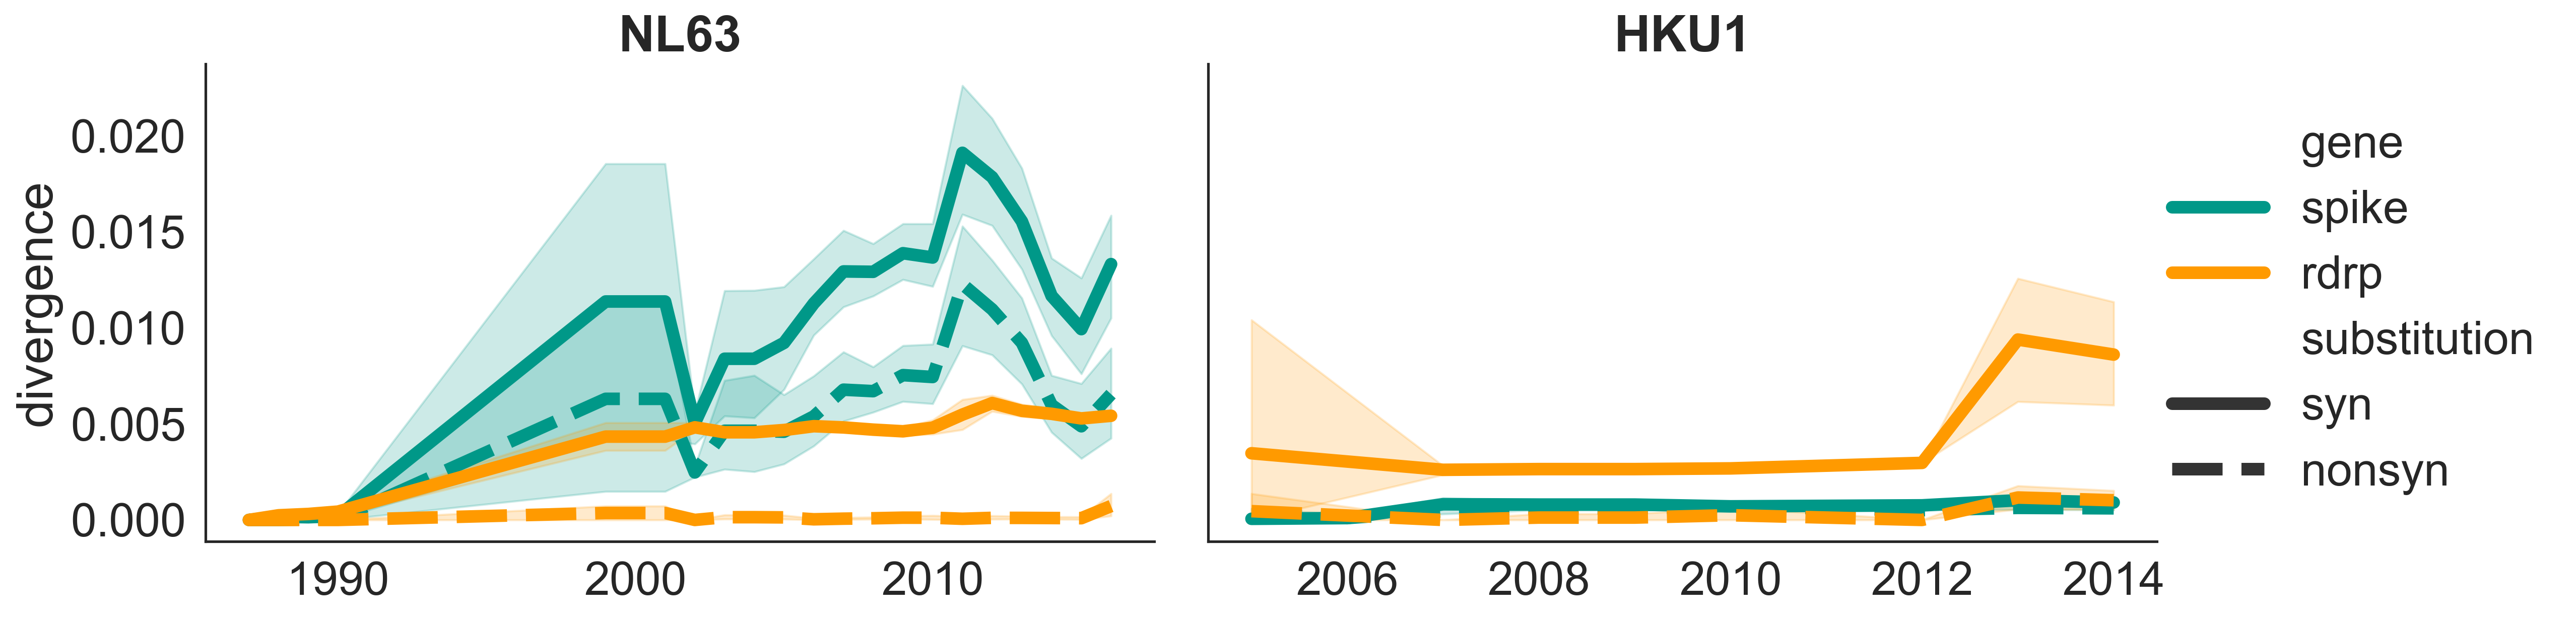 NL63
HKU1
divergence
0.020
0.015
0.010
0.005
0.000
1990
2000
2010
2006
2008
2010
2012
2014
gene
spike
rdrp
substitution
syn
nonsyn